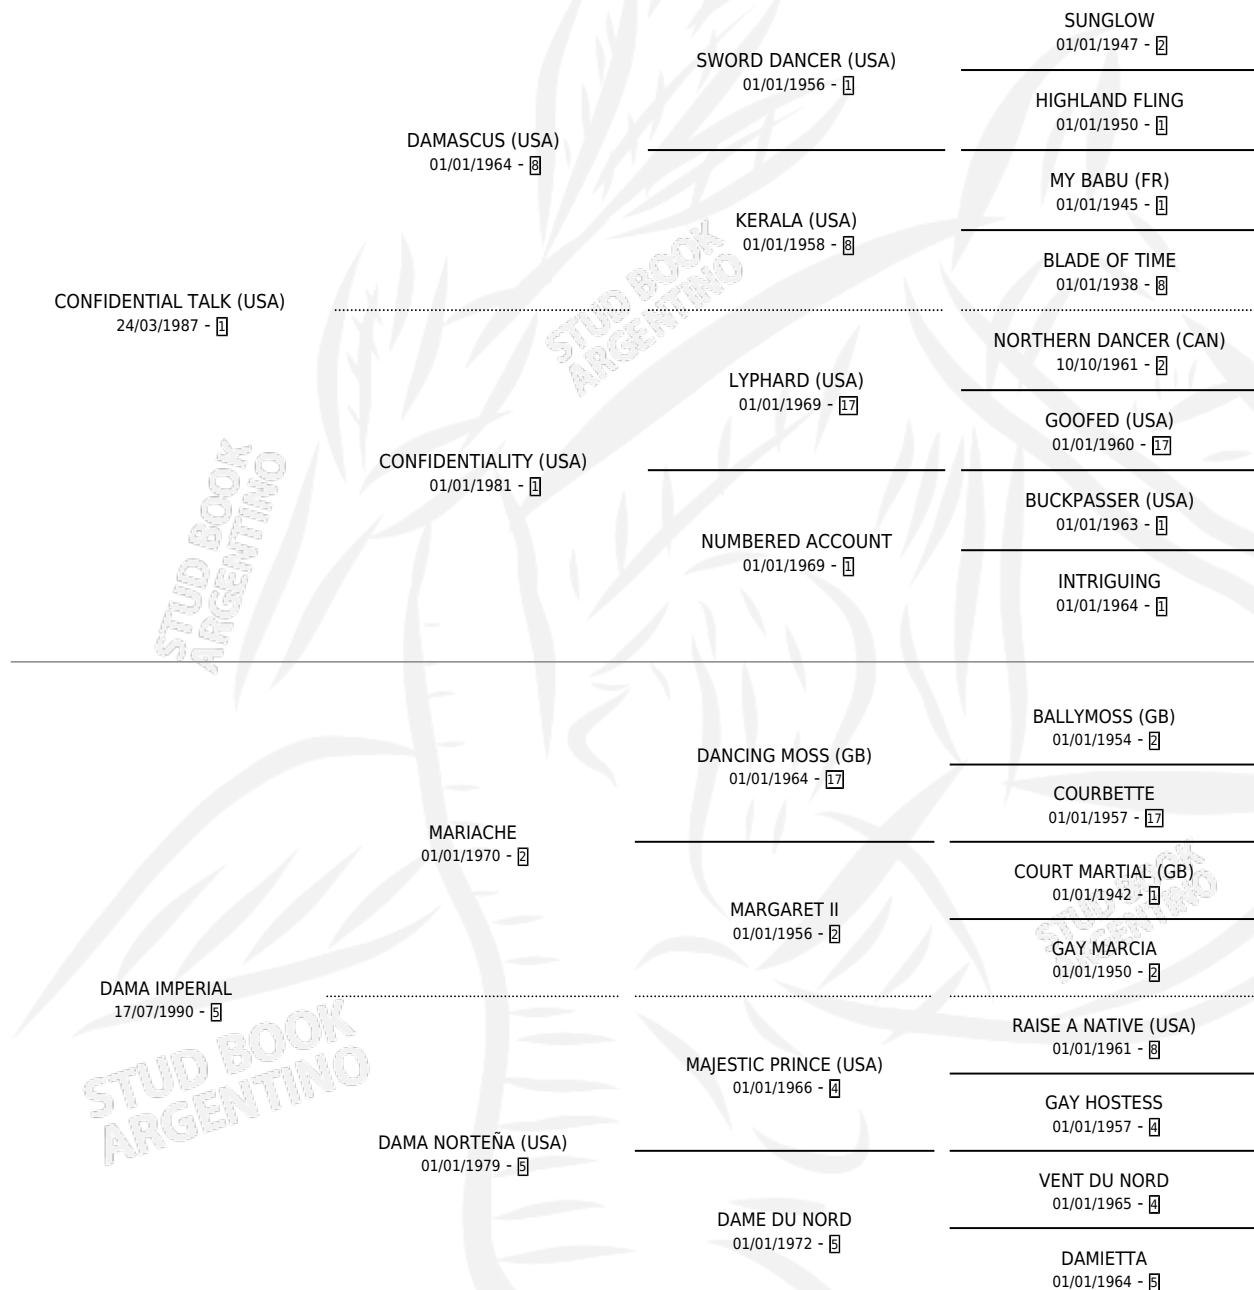 SUNGLOW
01/01/1947 - 2
SWORD DANCER (USA)
01/01/1956 - 1
HIGHLAND FLING
01/01/1950 - 1
DAMASCUS (USA)
01/01/1964 - 8
MY BABU (FR)
01/01/1945 - 1
KERALA (USA)
01/01/1958 - 8
BLADE OF TIME
01/01/1938 - 8
CONFIDENTIAL TALK (USA)
24/03/1987 - 1
NORTHERN DANCER (CAN)
10/10/1961 - 2
LYPHARD (USA)
01/01/1969 - 17
GOOFED (USA)
01/01/1960 - 17
CONFIDENTIALITY (USA)
01/01/1981 - 1
BUCKPASSER (USA)
01/01/1963 - 1
NUMBERED ACCOUNT
01/01/1969 - 1
INTRIGUING
01/01/1964 - 1
BALLYMOSS (GB)
01/01/1954 - 2
DANCING MOSS (GB)
01/01/1964 - 17
COURBETTE
01/01/1957 - 17
MARIACHE
01/01/1970 - 2
COURT MARTIAL (GB)
01/01/1942 - 1
MARGARET II
01/01/1956 - 2
GAY MARCIA
01/01/1950 - 2
DAMA IMPERIAL
17/07/1990 - 5
RAISE A NATIVE (USA)
01/01/1961 - 8
MAJESTIC PRINCE (USA)
01/01/1966 - 4
GAY HOSTESS
01/01/1957 - 4
DAMA NORTEÑA (USA)
01/01/1979 - 5
VENT DU NORD
01/01/1965 - 4
DAME DU NORD
01/01/1972 - 5
DAMIETTA
01/01/1964 - 5
STUD BOOK
ARGENTINO
STUD BOOK
ARGENTINO
STUD BOOK
ARGENTINO
STUD BOOK
ARGENTINO